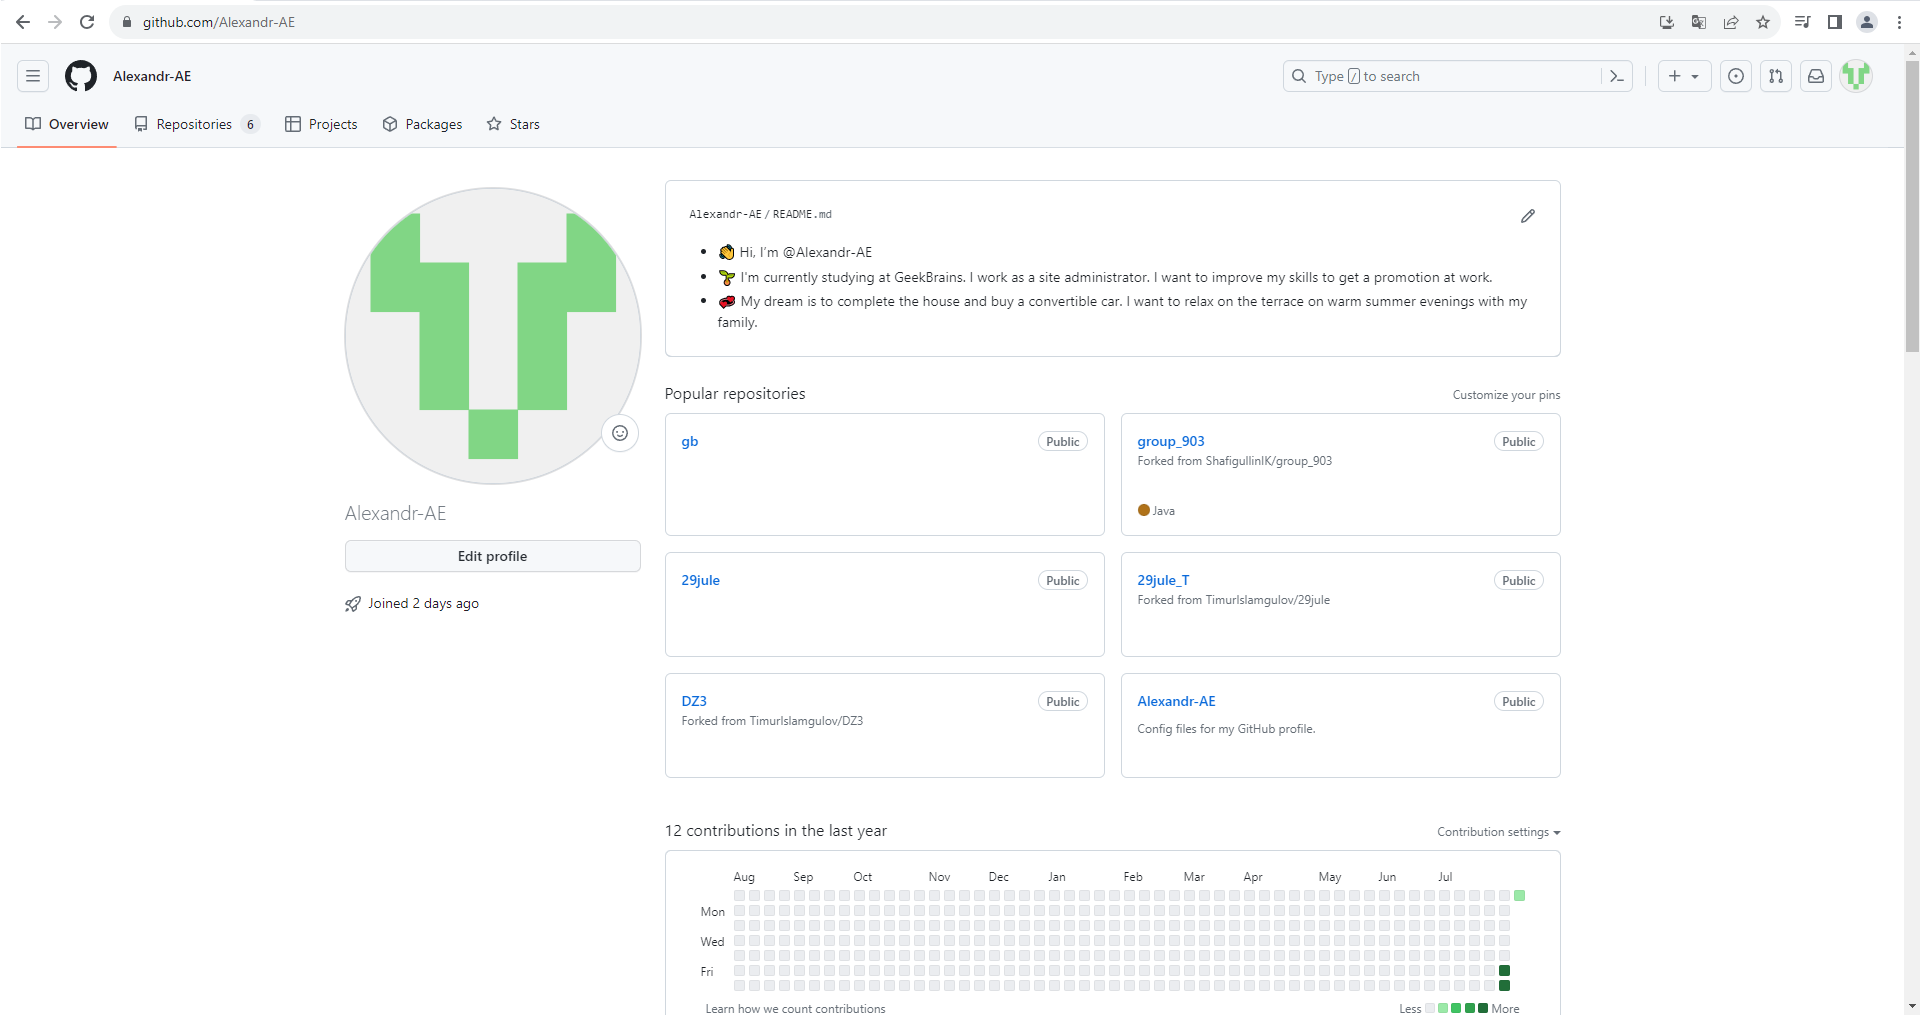 github.com/Alexandr-AE
Alexandr-AE
Type / to search
Overview
Repositories 6
Projects
Packages
Stars
Alexandr-AE / README.md
Hi, I'm @Alexandr-AE
I'm currently studying at GeekBrains. I work as a site administrator. I want to improve my skills to get a promotion at work.
My dream is to complete the house and buy a convertible car. I want to relax on the terrace on warm summer evenings with my
family.
Alexandr-AE
Edit profile
Joined 2 days ago
Popular repositories
Customize your pins
gb
Public
group_903
Public
Forked from ShafigullinIK/group_903
Java
29jule
Public
29jule_T
Public
Forked from TimurIslamgulov/29jule
DZ3
Public
Forked from TimurIslamgulov/DZ3
Alexandr-AE
Public
Config files for my GitHub profile.
12 contributions in the last year
Contribution settings
Aug Sep Oct Nov Dec Jan Feb Mar Apr May Jun Jul
Mon
Wed
Fri
Learn how we count contributions
Less
More